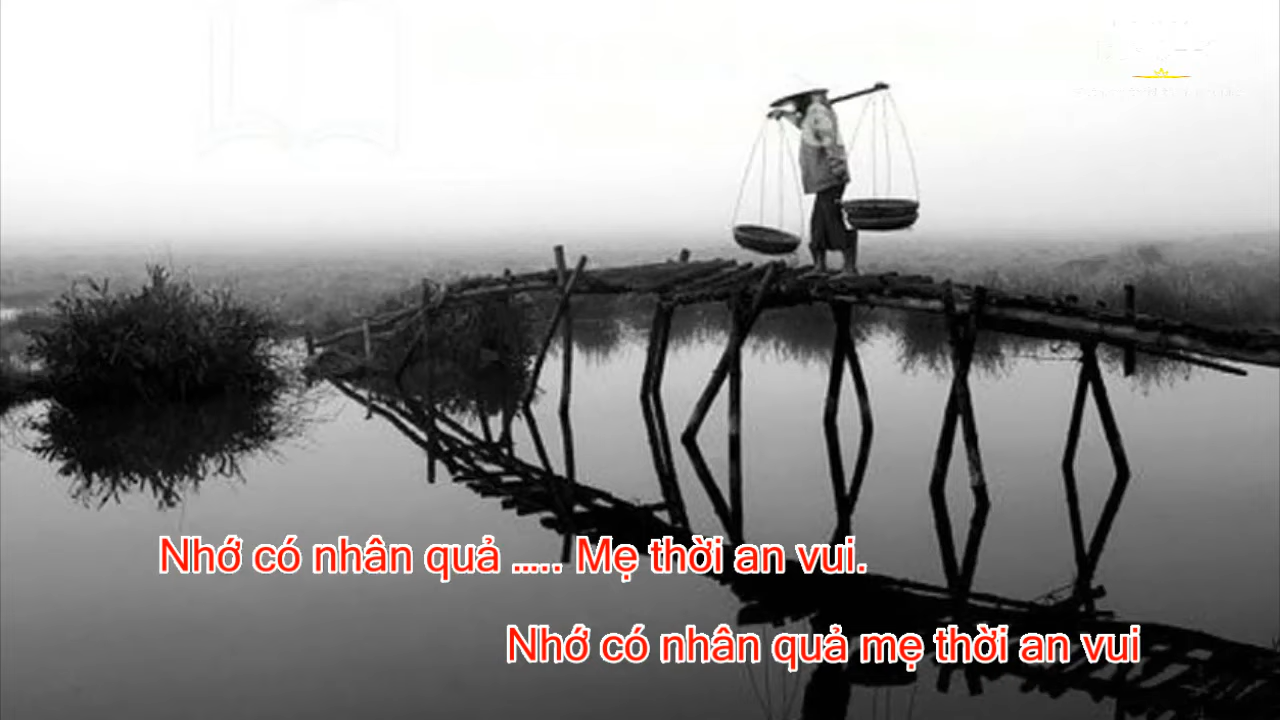 Nhớ có nhân quả ..... Mẹ thời an vui.
Nhớ có nhân quả mẹ thời an vui